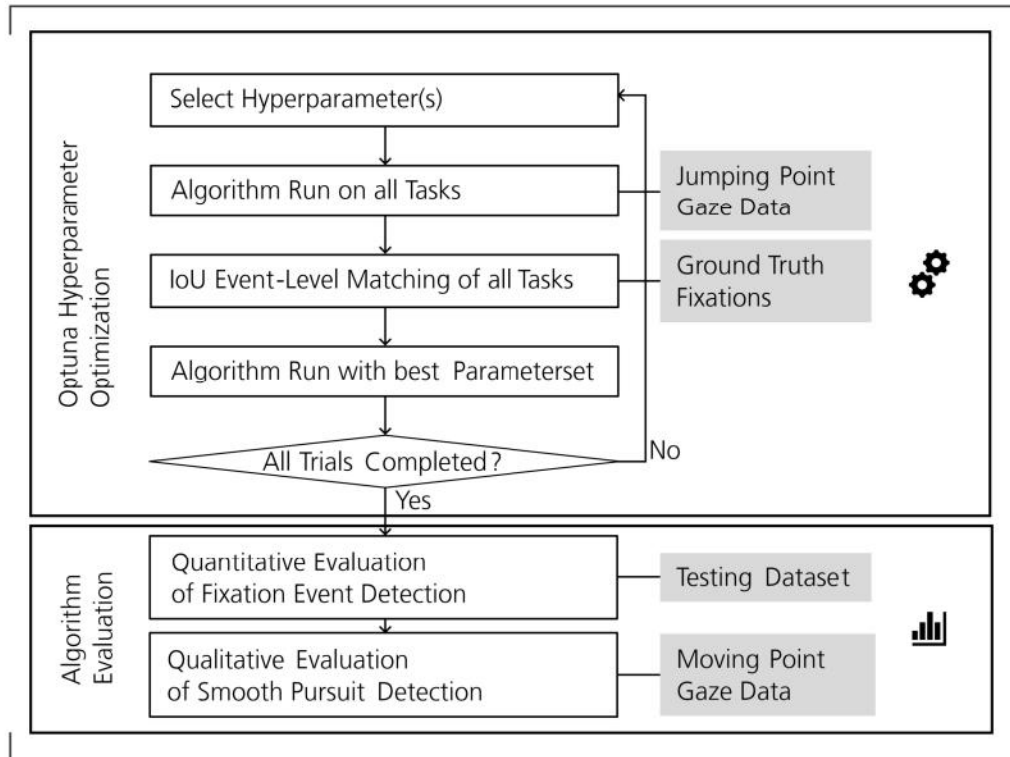 Optuna Hyperparameter
Optimization
Select Hyperparameter(s)
Algorithm Run on all Tasks
Jumping Point
Gaze Data
IoU Event-Level Matching of all Tasks
Ground Truth
Fixations
Algorithm Run with best Parameterset
All Trials Completed?
No
Yes
Algorithm
Evaluation
Quantitative Evaluation
of Fixation Event Detection
Testing Dataset
Qualitative Evaluation
of Smooth Pursuit Detection
Moving Point
Gaze Data